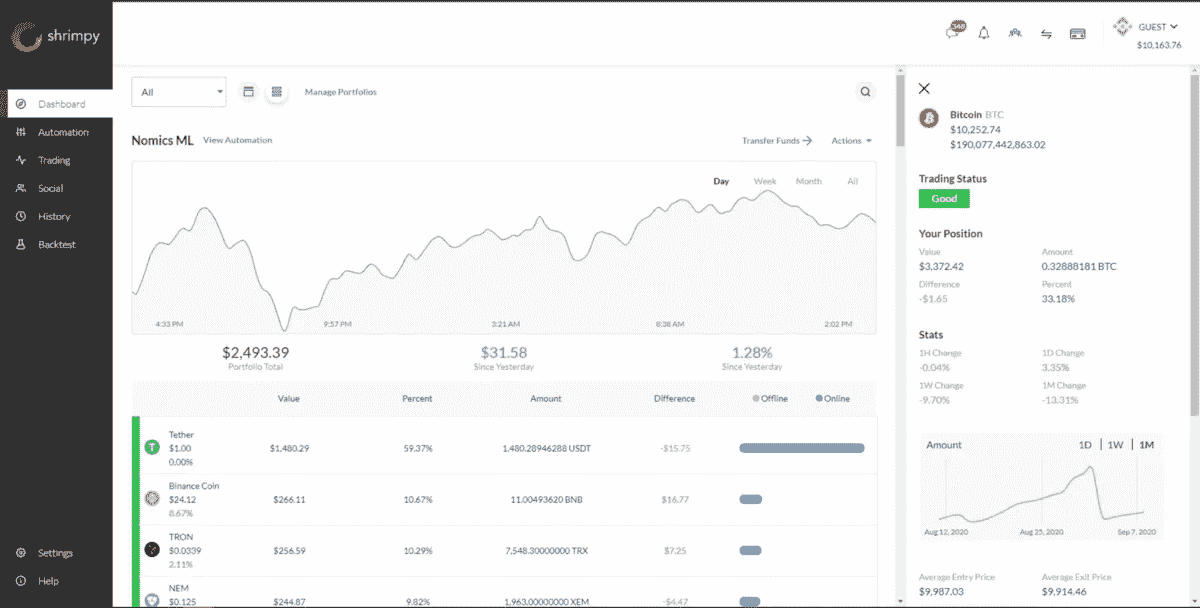 shrimpy
Dashboard
Automation
Trading
Social
History
Backtest
Settings
Help
348
GUEST
$10,163.76
All
Manage Portfolios
Nomics ML View Automation
Transfer Funds Actions
Day Week Month All
4:33 PM 9:57 PM 3:21 AM 8:38 AM 2:02 PM
$2,493.39 $31.58 1.28%
Portfolio Total Since Yesterday Since Yesterday
Value Percent Amount Difference Offline Online
Tether
$1.00 $1,480.29 59.37% 1,480.28946288 USDT -$15.75
0.00%
Binance Coin
$24.12 $266.11 10.67% 11.00493620 BNB $16.77
8.67%
TRON
$0.0339 $256.59 10.29% 7,548.30000000 TRX $7.25
2.11%
NEM
$0.125 $244.87 9.82% 1,963.00000000 XEM -$4.47
Bitcoin BTC
$10,252.74
$190,077,442,863.02
Trading Status
Good
Your Position
Value Amount
$3,372.42 0.32888181 BTC
Difference Percent
-$1.65 33.18%
Stats
1H Change 1D Change
-0.04% 3.35%
1W Change 1M Change
-9.70% -13.31%
Amount 1D | 1W | 1M
Aug 12, 2020 Aug 25, 2020 Sep 7, 2020
Average Entry Price Average Exit Price
$9,987.03 $9,914.46